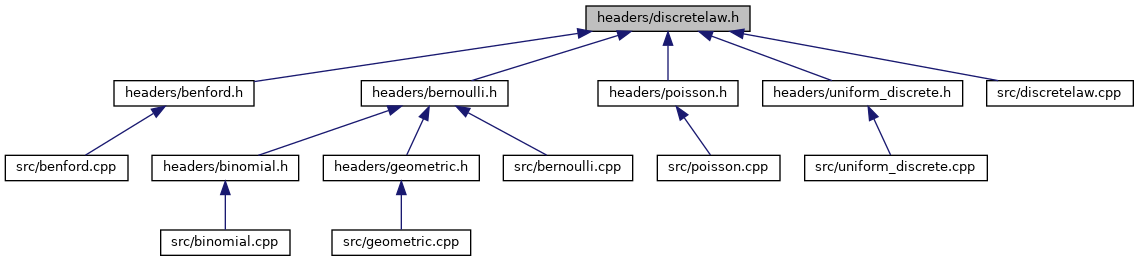 headers/discretelaw.h
headers/benford.h
headers/bernoulli.h
headers/poisson.h
headers/uniform_discrete.h
src/discretelaw.cpp
src/benford.cpp
headers/binomial.h
headers/geometric.h
src/bernoulli.cpp
src/poisson.cpp
src/uniform_discrete.cpp
src/binomial.cpp
src/geometric.cpp